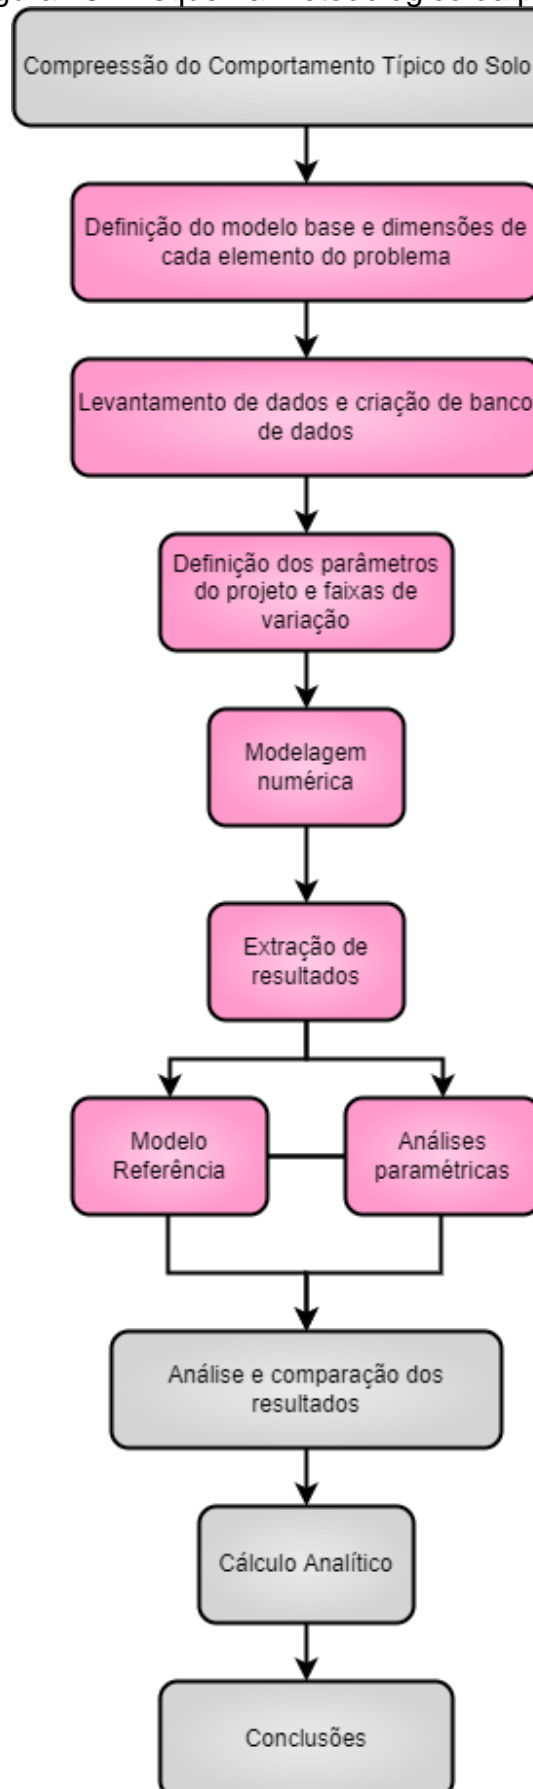 Compreessão do Comportamento Típico do Solo
Definição do modelo base e dimensões de
cada elemento do problema
Levantamento de dados e criação de banco
de dados
Definição dos parâmetros
do projeto e faixas de
variação
Modelagem
numérica
Extração de
resultados
Modelo
Referência
Análises
paramétricas
Análise e comparação dos
resultados
Cálculo Analítico
Conclusões